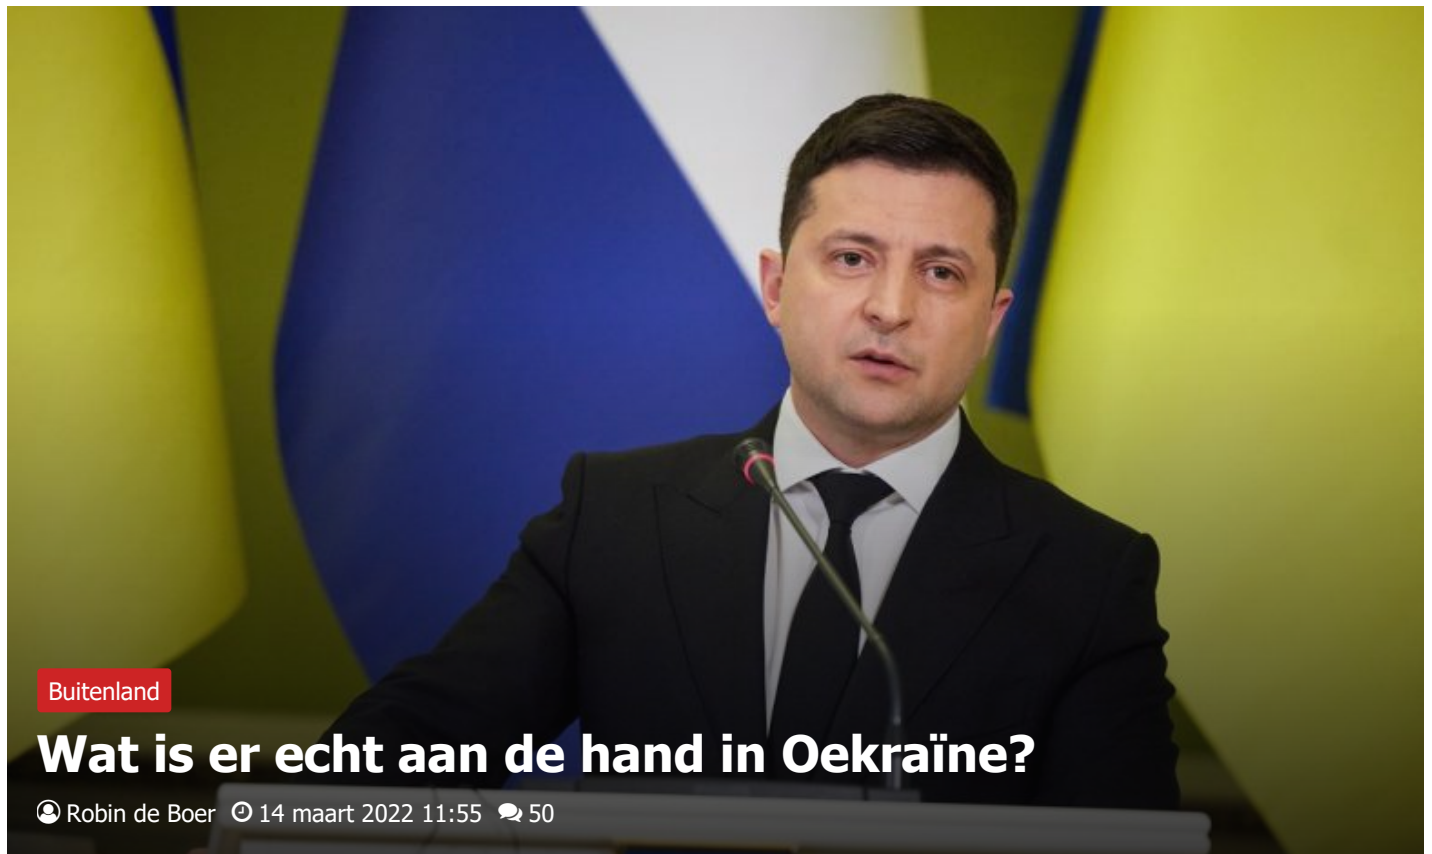 Buitenland
Wat is er echt aan de hand in Oekraïne?
Robin de Boer 14 maart 2022 11:55 50